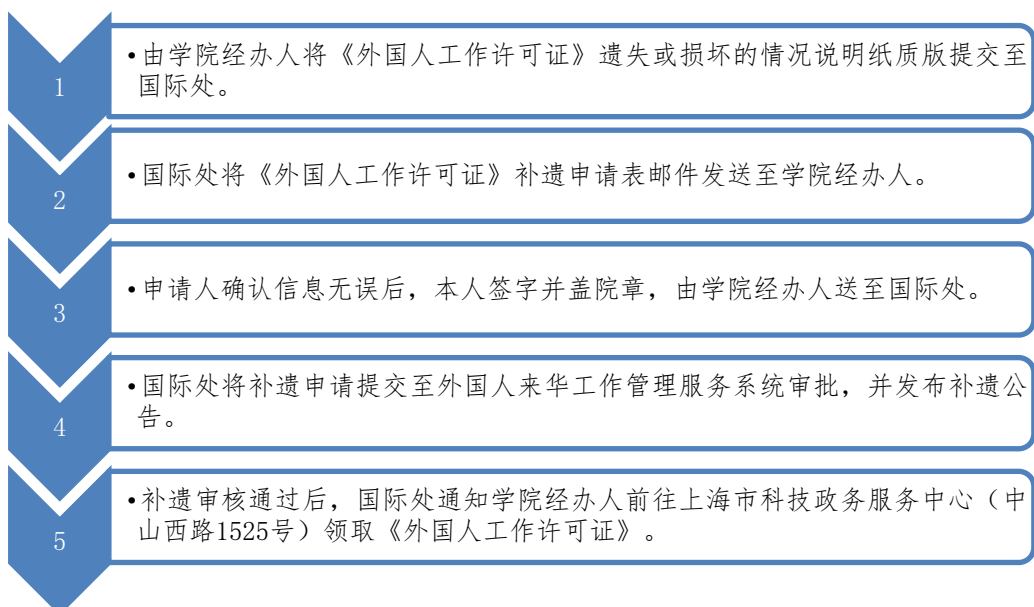 1
•由学院经办人将《外国人工作许可证》遗失或损坏的情况说明纸质版提交至
国际处。
2
•国际处将《外国人工作许可证》补遗申请表邮件发送至学院经办人。
3
•申请人确认信息无误后，本人签字并盖院章，由学院经办人送至国际处。
4
•国际处将补遗申请提交至外国人来华工作管理服务系统审批，并发布补遗公
告。
5
•补遗审核通过后，国际处通知学院经办人前往上海市科技政务服务中心（中
山西路1525号）领取《外国人工作许可证》。